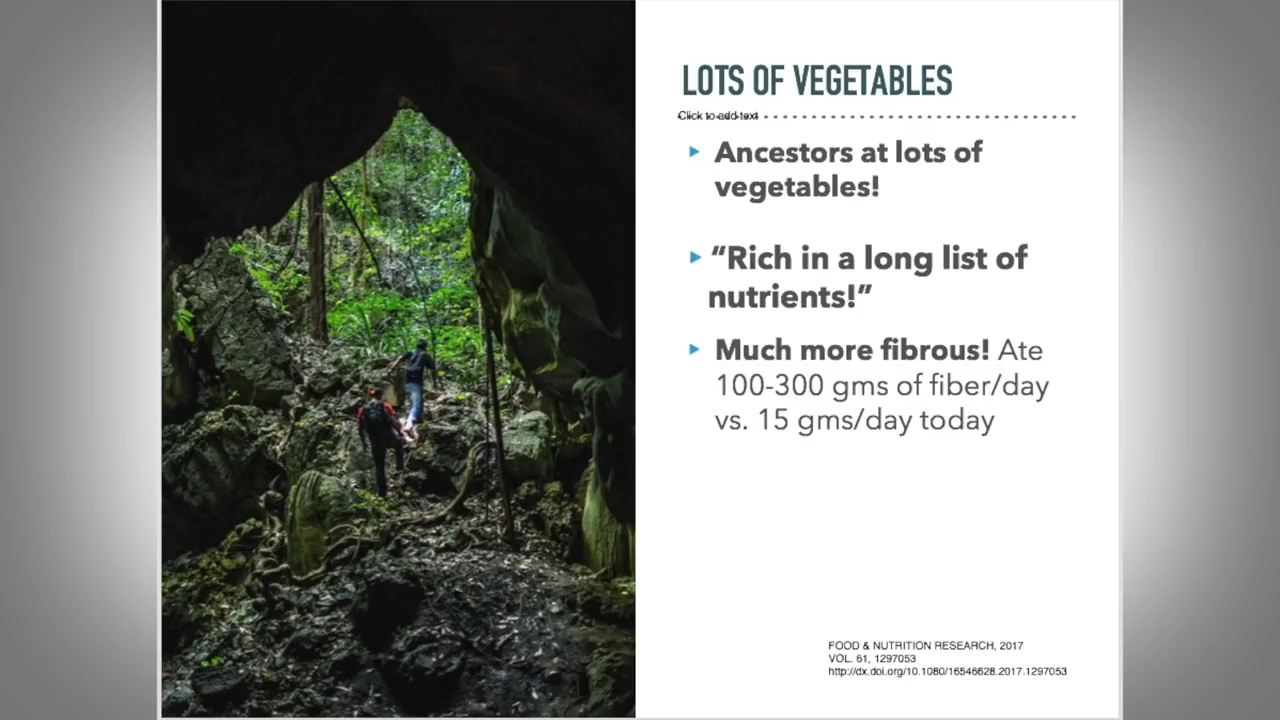 LOTS OF VEGETABLES
Click to add text
Ancestors at lots of
vegetables!
“Rich in a long list of
nutrients!”
Much more fibrous! Ate
100-300 gms of fiber/day
vs. 15 gms/day today
FOOD & NUTRITION RESEARCH, 2017
VOL. 61, 1297053
http://dx.doi.org/10.1080/16546628.2017.1297053